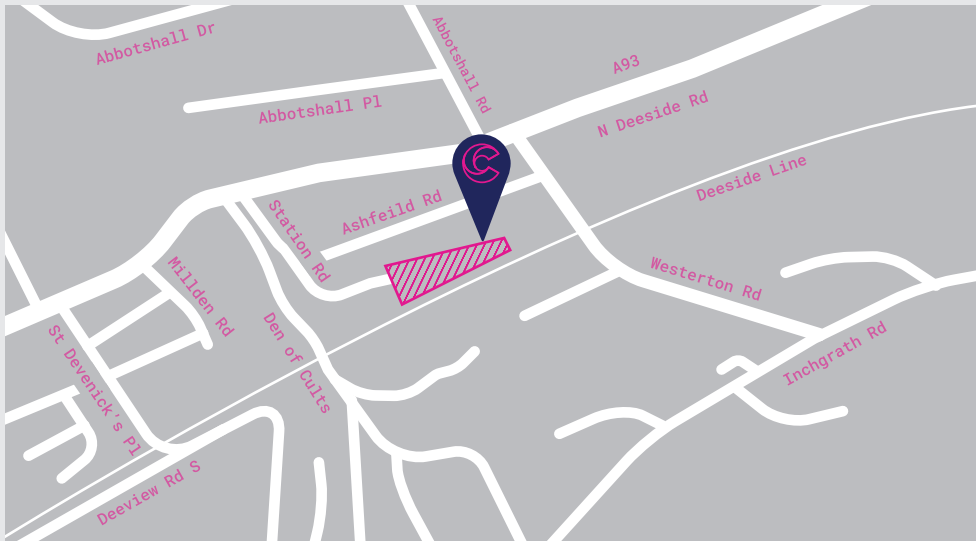 Abbotshall Dr
Abbotshall Rd
A93
Abbotshall Pl
N Deeside Rd
Deeside Line
Ashfeild Rd
Station Rd
Millden Rd
Westerton Rd
Den of Cults
St Devenick's Pl
Inchgrath Rd
Deeview Rd S